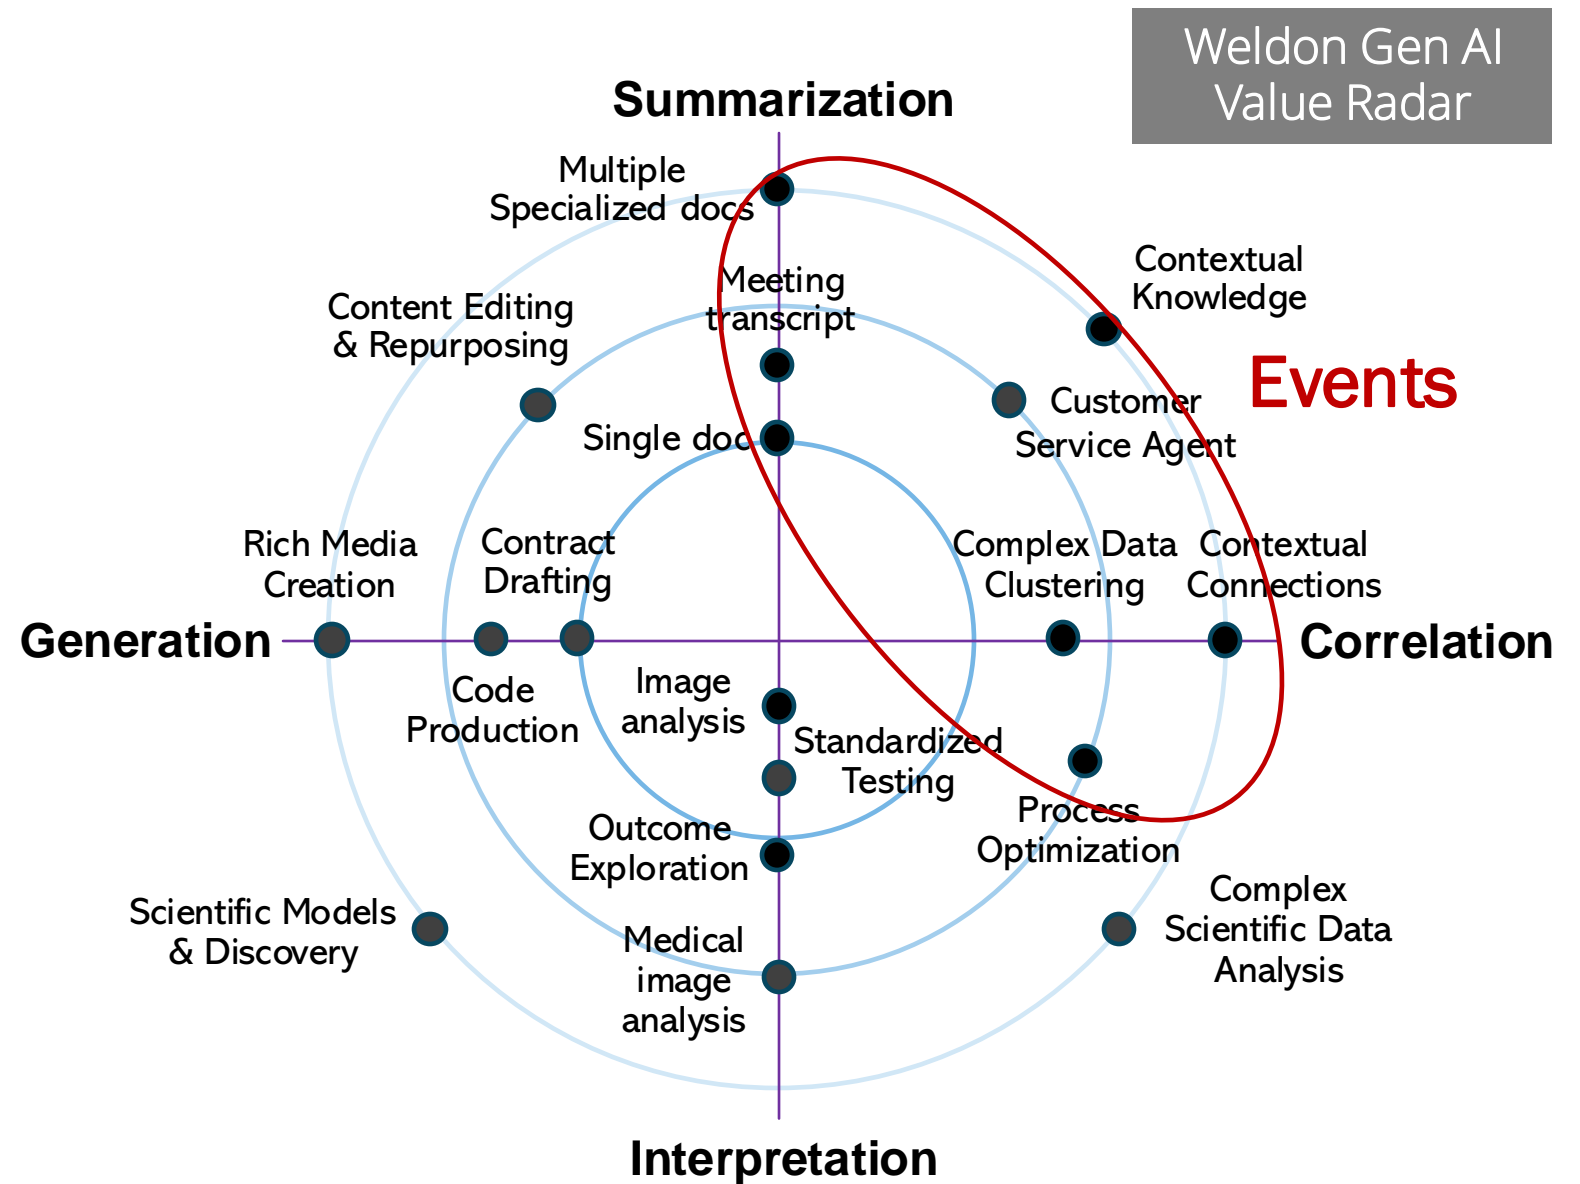 Weldon Gen AI
Value Radar
Summarization
Multiple
Specialized docs
Meeting
transcript
Contextual
Knowledge
Content Editing
& Repurposing
Events
Customer
Service Agent
Single doc
Rich Media
Creation
Contract
Drafting
Complex Data
Clustering
Contextual
Connections
Generation
Correlation
Code
Production
Image
analysis
Standardized
Testing
Process
Optimization
Outcome
Exploration
Scientific Models
& Discovery
Medical
image
analysis
Complex
Scientific Data
Analysis
Interpretation